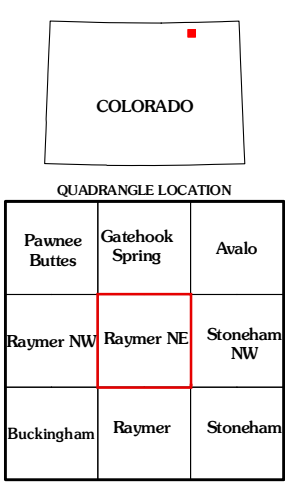 COLORADO
QUADRANGLE LOCATION
Pawnee
Buttes
Gatehook
Spring
Avalo
Raymer NW
Raymer NE
Stoneham
NW
Buckingham
Raymer
Stoneham